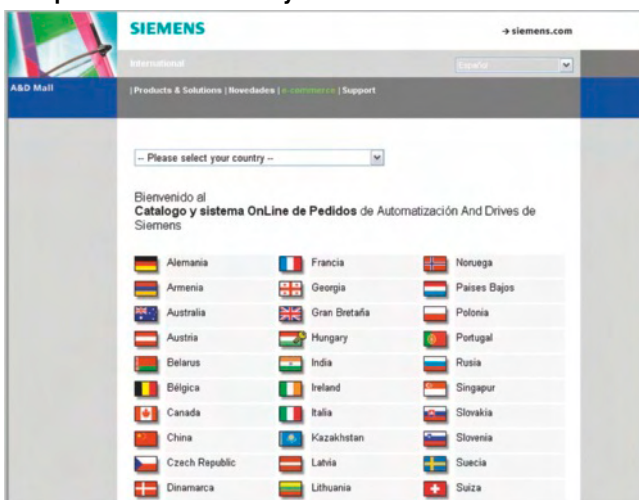 SIEMENS
→ siemens.com
International
Español
A&D Mall
| Products & Solutions | Novedades | e-commerce | Support
-- Please select your country --
Bienvenido al
Catalogo y sistema OnLine de Pedidos de Automatización And Drives de
Siemens
Alemania Francia Noruega
Armenia Georgia Paises Bajos
Australia Gran Bretaña Polonia
Austria Hungary Portugal
Belarus India Rusia
Bélgica Ireland Singapur
Canada Italia Slovakia
China Kazakhstan Slovenia
Czech Republic Latvia Suecia
Dinamarca Lithuania Suiza